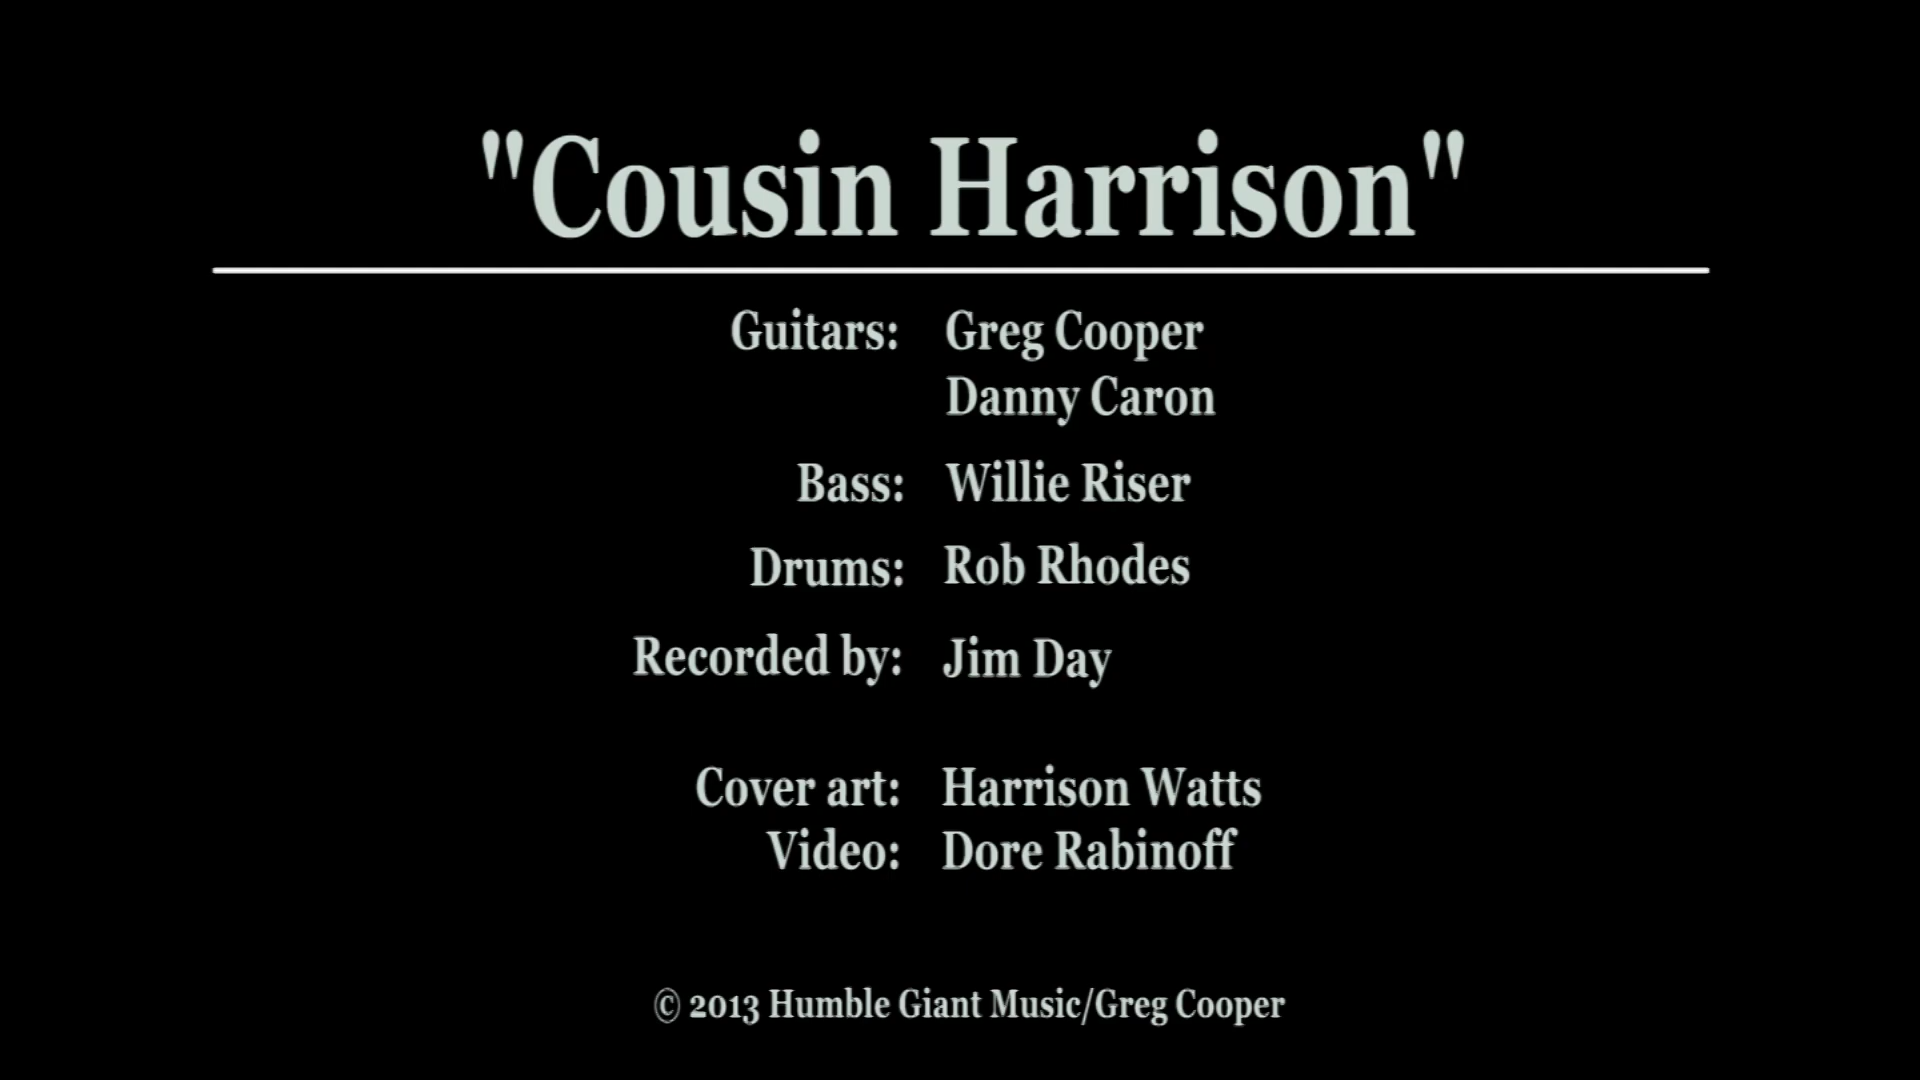 "Cousin Harrison"
Guitars: Greg Cooper
Danny Caron
Bass: Willie Riser
Drums: Rob Rhodes
Recorded by: Jim Day
Cover art: Harrison Watts
Video: Dore Rabinoff
© 2013 Humble Giant Music/Greg Cooper